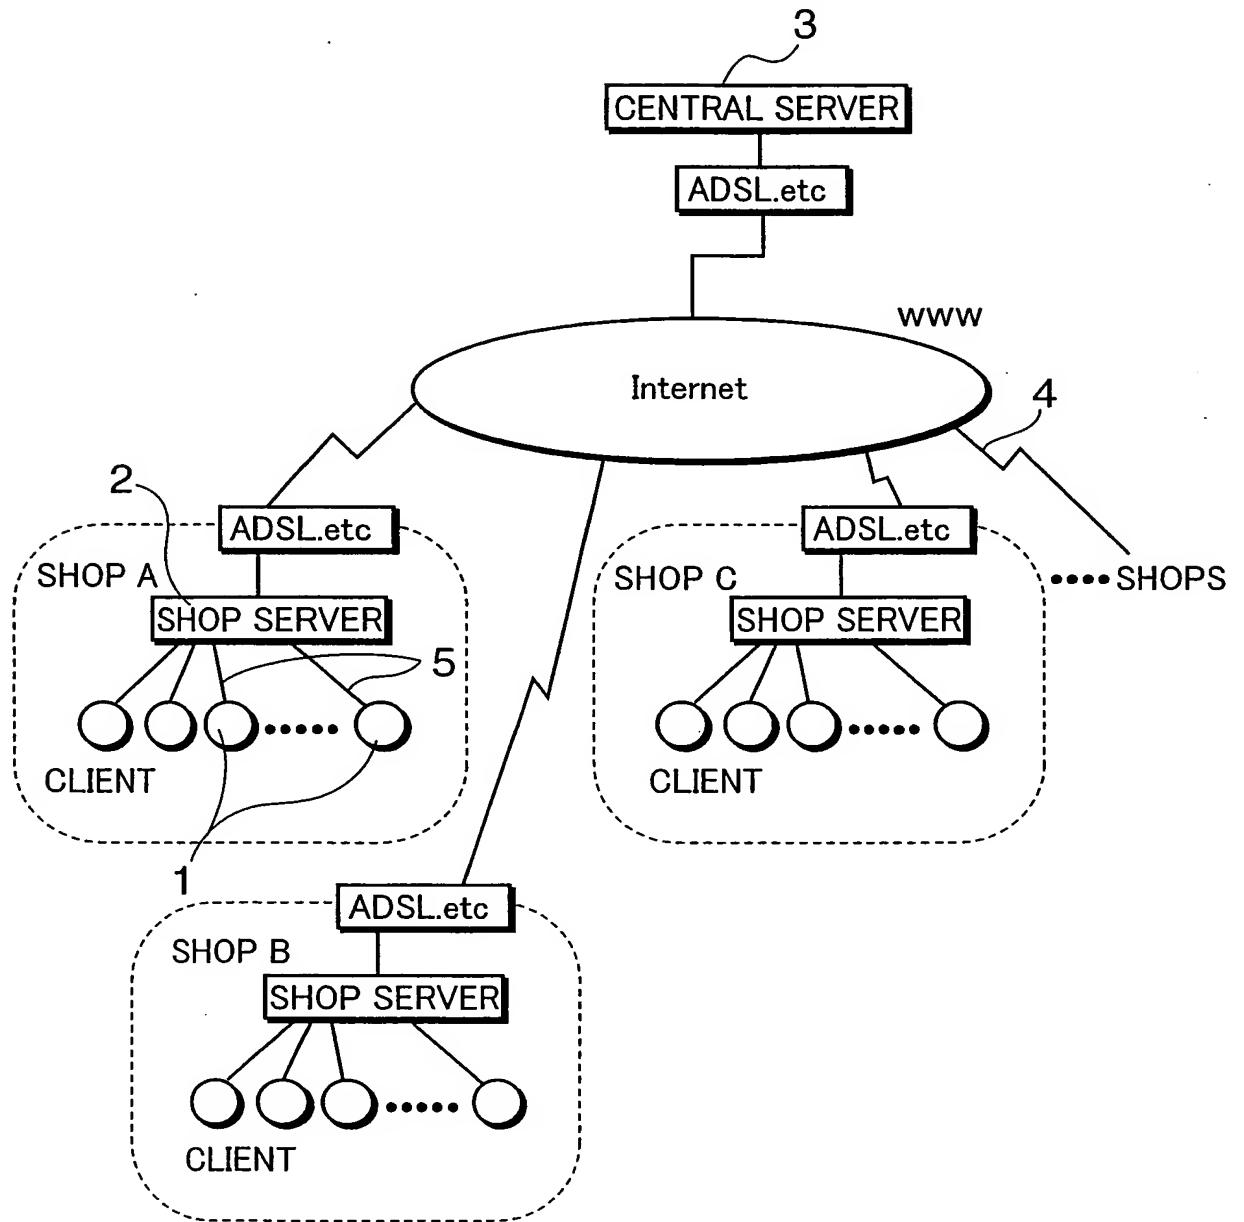 3
CENTRAL SERVER
ADSL.etc
www
Internet
4
2
ADSL.etc
ADSL.etc
SHOP A
SHOP C
•••• SHOPS
SHOP SERVER
SHOP SERVER
5
•••••
•••••
CLIENT
CLIENT
1
ADSL.etc
SHOP B
SHOP SERVER
•••••
CLIENT